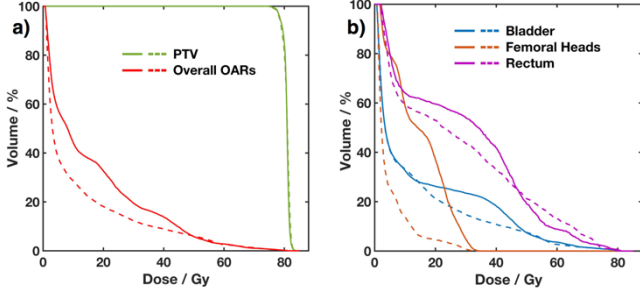 a)
PTV
Overall OARs
Volume / %
100
80
60
40
20
0
0 20 40 60 80
Dose / Gy
b)
Bladder
Femoral Heads
Rectum
Volume / %
100
80
60
40
20
0
0 20 40 60 80
Dose / Gy